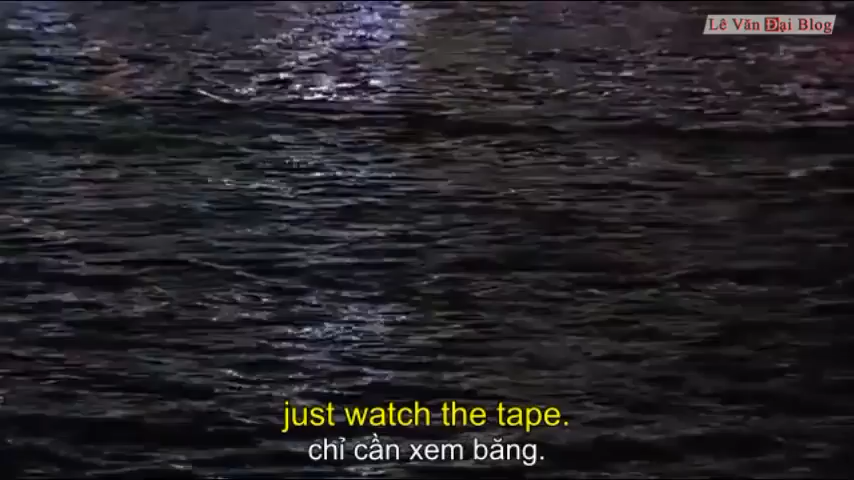 Lê Văn Đại Blog
just watch the tape.
chỉ cần xem băng.